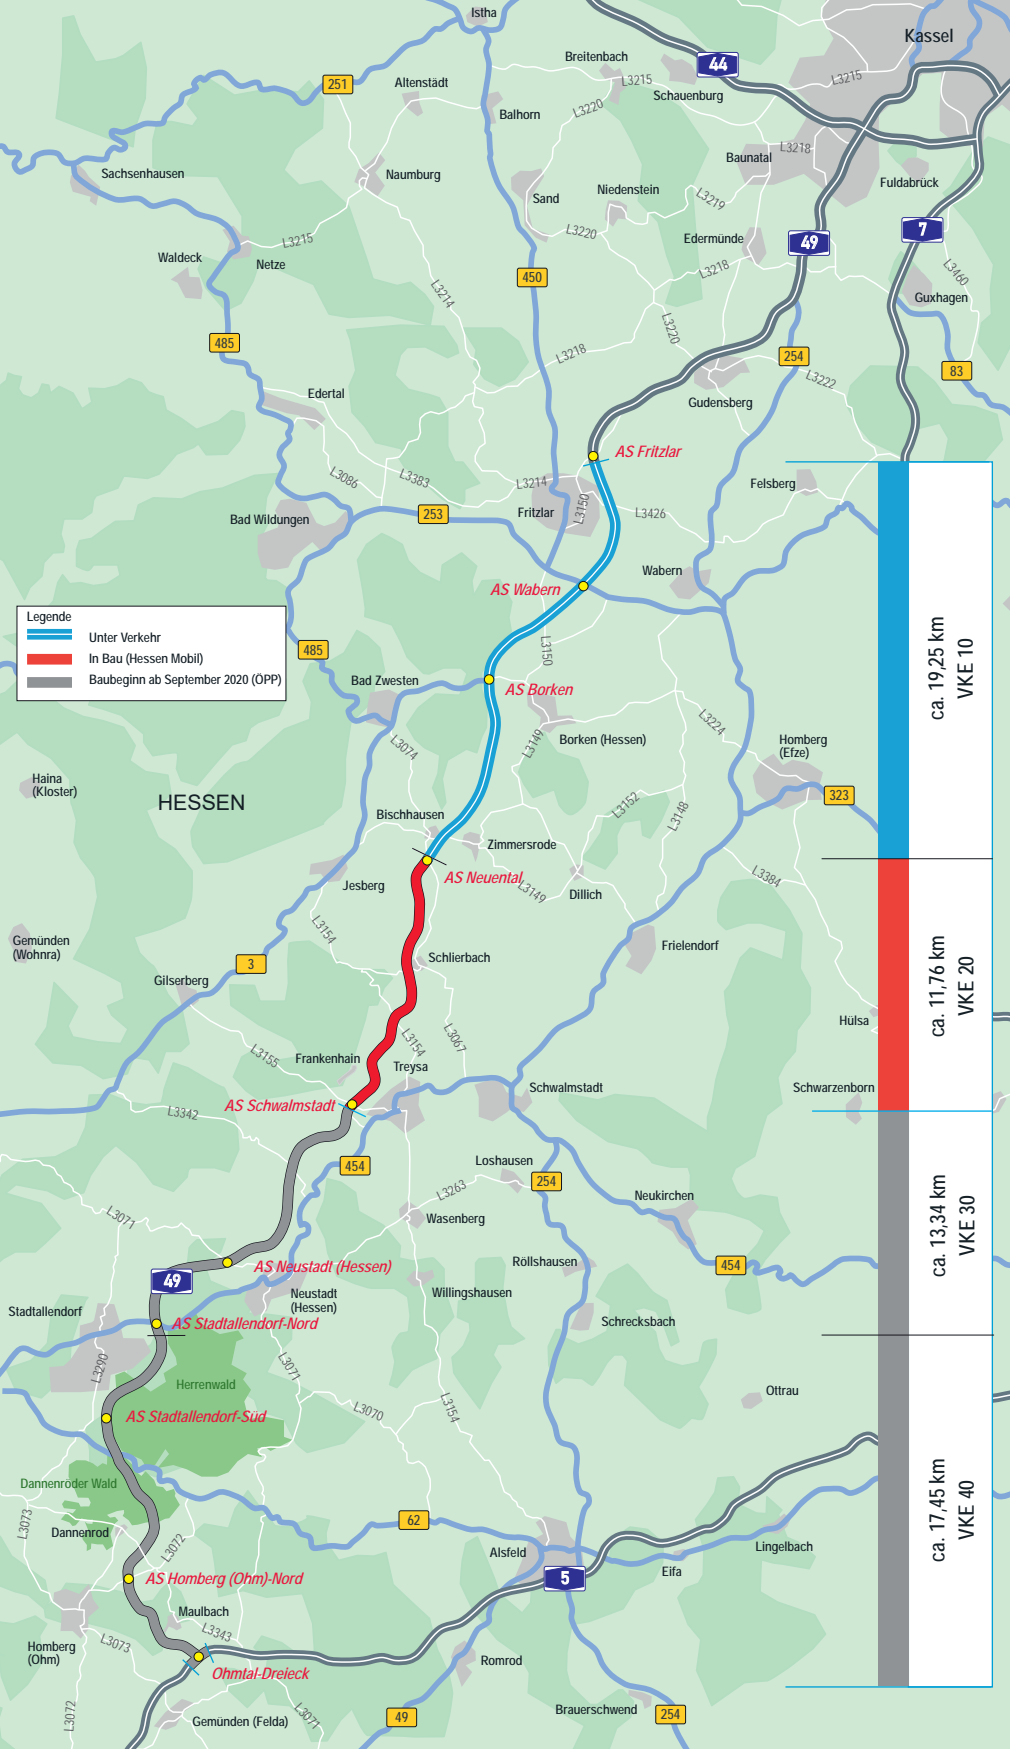 Istha
Kassel
Breitenbach
44
L3215
L3215
251
Altenstädt
Schauenburg
L3220
Balhorn
L3218
Baunatal
Sachsenhausen
Naumburg
Fuldabrück
Niedenstein
Sand
L3219
L3220
7
Edermünde
49
L3215
Waldeck
Netze
L3218
L3460
450
L3214
Guxhagen
L3220
485
L3218
254
83
L3222
Edertal
Gudensberg
AS Fritzlar
L3086
L3383
L3214
Felsberg
253
Fritzlar
L3150
L3426
Bad Wildungen
Wabern
AS Wabern
Legende
Unter Verkehr
In Bau (Hessen Mobil)
Baubeginn ab September 2020 (ÖPP)
485
L3150
ca. 19,25 km
VKE 10
Bad Zwesten
AS Borken
L3224
L3074
L3149
Borken (Hessen)
Homberg
(Efze)
Haina
(Kloster)
HESSEN
323
L3152
L3148
Bischhausen
Zimmersrode
AS Neuental
L3149
L3384
Jesberg
Dillich
L3154
Gemünden
(Wohnra)
Frielendorf
3
Schlierbach
Gilserberg
ca. 11,76 km
VKE 20
Hülsa
L3155
L3154
L3067
Frankenhain
Treysa
Schwalmstadt
Schwarzenborn
AS Schwalmstadt
L3342
454
Loshausen
254
L3263
Neukirchen
L3071
Wasenberg
ca. 13,34 km
VKE 30
AS Neustadt (Hessen)
Röllshausen
454
49
Neustadt
(Hessen)
Willingshausen
Stadtallendorf
AS Stadtallendorf-Nord
Schrecksbach
L3290
L3071
Herrenwald
Ottrau
L3070
L3154
AS Stadtallendorf-Süd
Dannenröder Wald
ca. 17,45 km
VKE 40
L3073
62
Dannenrod
L3072
Alsfeld
Lingelbach
5
Eifa
AS Homberg (Ohm)-Nord
Maulbach
L3343
Homberg
(Ohm)
L3073
Romrod
Ohmtal-Dreieck
L3072
Gemünden (Felda)
L3071
49
Brauerschwend
254